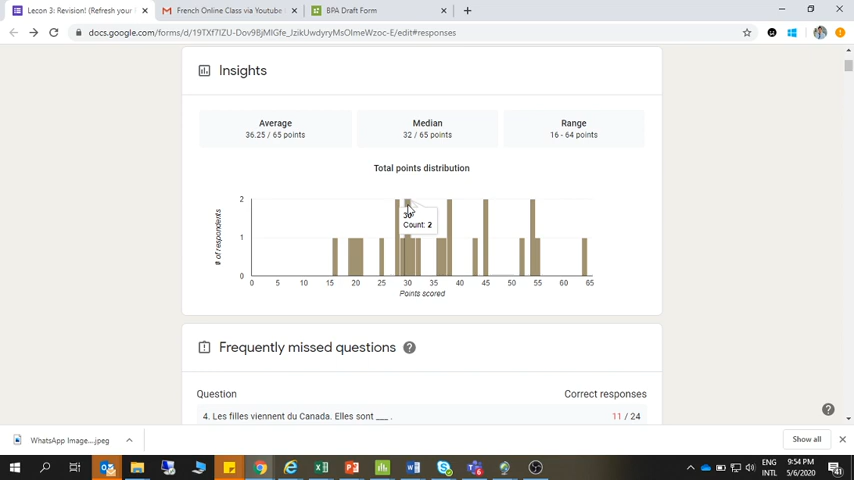 Lecon 3: Revision! (Refresh your
French Online Class via Youtube
BPA Draft Form
docs.google.com/forms/d/19TXf7IZU-Dov9BjMIGfe_JzikUwdyryMsOImeWzoc-E/edit#responses
Insights
Average
36.25 / 65 points
Median
32 / 65 points
Range
16 - 64 points
Total points distribution
# of respondents
2
1
0
30
Count: 2
0 5 10 15 20 25 30 35 40 45 50 55 60 65
Points scored
Frequently missed questions
Question Correct responses
4. Les filles viennent du Canada. Elles sont ___ .
11 / 24
WhatsApp Image....jpeg
Show all
ENG
INTL
9:54 PM
5/6/2020
41